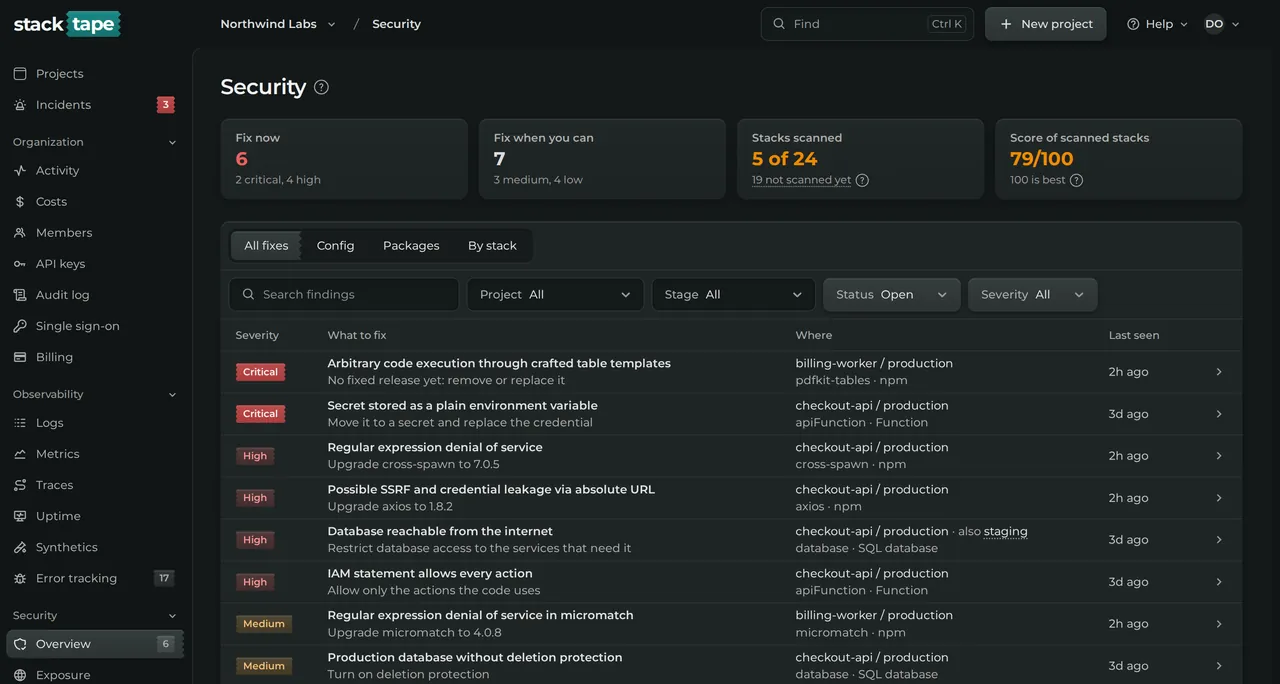 stacktape
Northwind Labs / Security
Find Ctrl K
New project
Help
DO
Projects
Incidents 3
Organization
Activity
Costs
Members
API keys
Audit log
Single sign-on
Billing
Observability
Logs
Metrics
Traces
Uptime
Synthetics
Error tracking 17
Security
Overview 6
Exposure
Security
Fix now
6
2 critical, 4 high
Fix when you can
7
3 medium, 4 low
Stacks scanned
5 of 24
19 not scanned yet
Score of scanned stacks
79/100
100 is best
All fixes Config Packages By stack
Search findings Project All Stage All Status Open Severity All
Severity What to fix Where Last seen
Critical Arbitrary code execution through crafted table templates billing-worker / production 2h ago
No fixed release yet: remove or replace it pdfkit-tables · npm
Critical Secret stored as a plain environment variable checkout-api / production 3d ago
Move it to a secret and replace the credential apiFunction · Function
High Regular expression denial of service checkout-api / production 2h ago
Upgrade cross-spawn to 7.0.5 cross-spawn · npm
High Possible SSRF and credential leakage via absolute URL checkout-api / production 2h ago
Upgrade axios to 1.8.2 axios · npm
High Database reachable from the internet checkout-api / production · also staging 3d ago
Restrict database access to the services that need it database · SQL database
High IAM statement allows every action checkout-api / production 3d ago
Allow only the actions the code uses apiFunction · Function
Medium Regular expression denial of service in micromatch billing-worker / production 2h ago
Upgrade micromatch to 4.0.8 micromatch · npm
Medium Production database without deletion protection checkout-api / production 3d ago
Turn on deletion protection database · SQL database